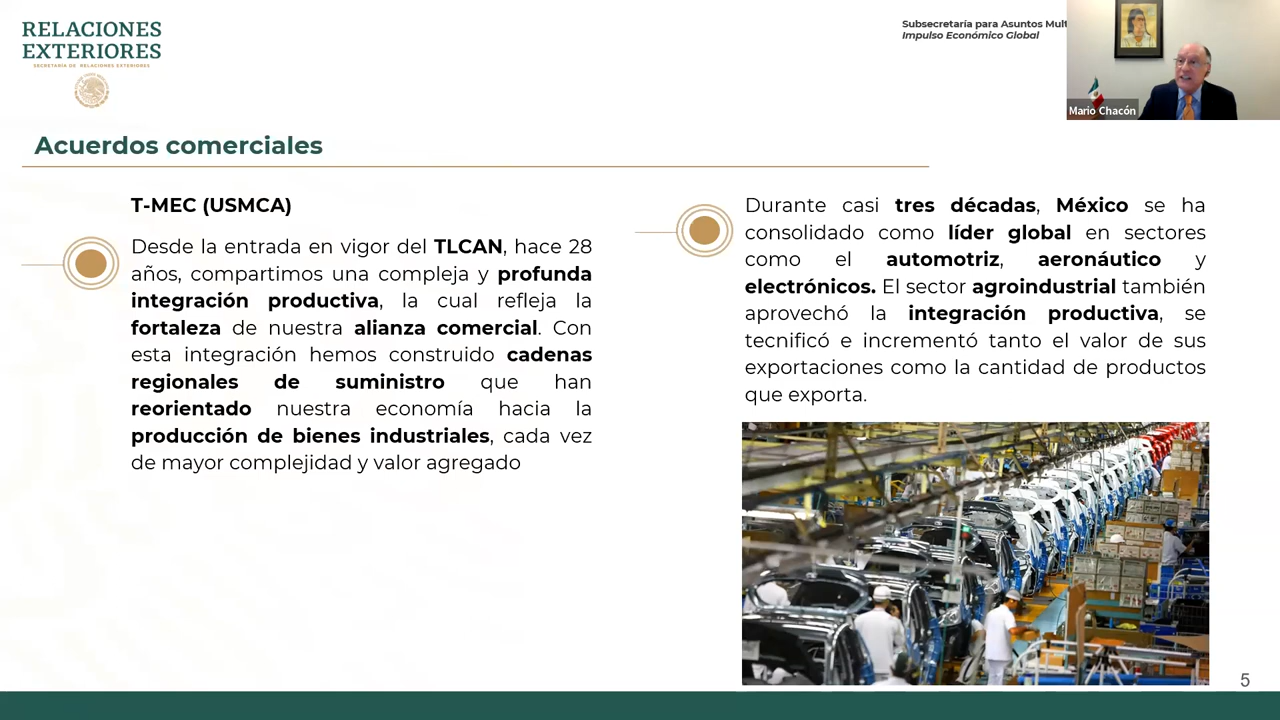 RELACIONES
EXTERIORES
SECRETARÍA DE RELACIONES EXTERIORES
Subsecretaría para Asuntos
Impulso Económico Global
Mario Chacón
Acuerdos comerciales
T-MEC (USMCA)
Desde la entrada en vigor del TLCAN, hace 28
años, compartimos una compleja y profunda
integración productiva, la cual refleja la
fortaleza de nuestra alianza comercial. Con
esta integración hemos construido cadenas
regionales de suministro que han
reorientado nuestra economía hacia la
producción de bienes industriales, cada vez
de mayor complejidad y valor agregado
Durante casi tres décadas, México se ha
consolidado como líder global en sectores
como el automotriz, aeronáutico y
electrónicos. El sector agroindustrial también
aprovechó la integración productiva, se
tecnificó e incrementó tanto el valor de sus
exportaciones como la cantidad de productos
que exporta.
5